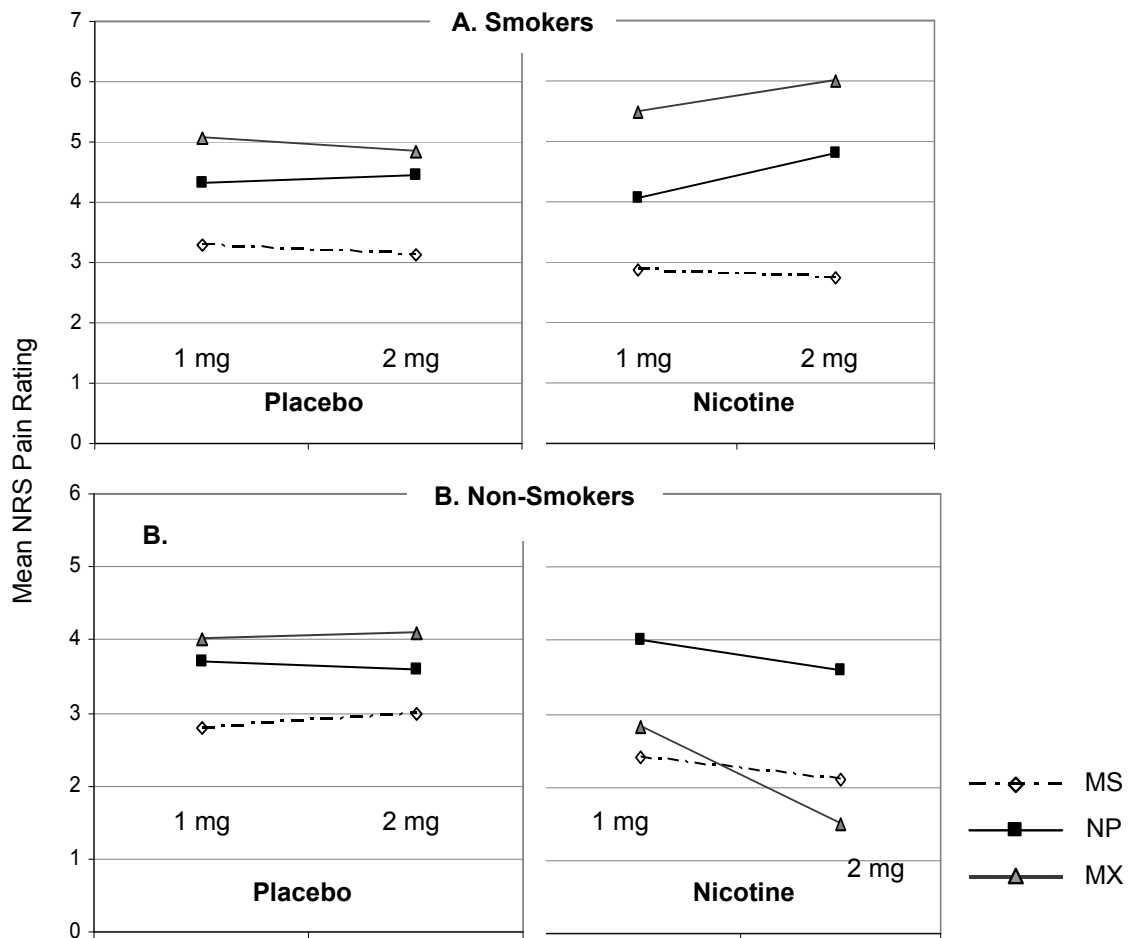 A. Smokers
7
6
5
4
3
2
1
0
1 mg 2 mg
Placebo
1 mg 2 mg
Nicotine
Mean NRS Pain Rating
B. Non-Smokers
B.
6
5
4
3
2
1
0
1 mg 2 mg
Placebo
1 mg
2 mg
Nicotine
MS
NP
MX